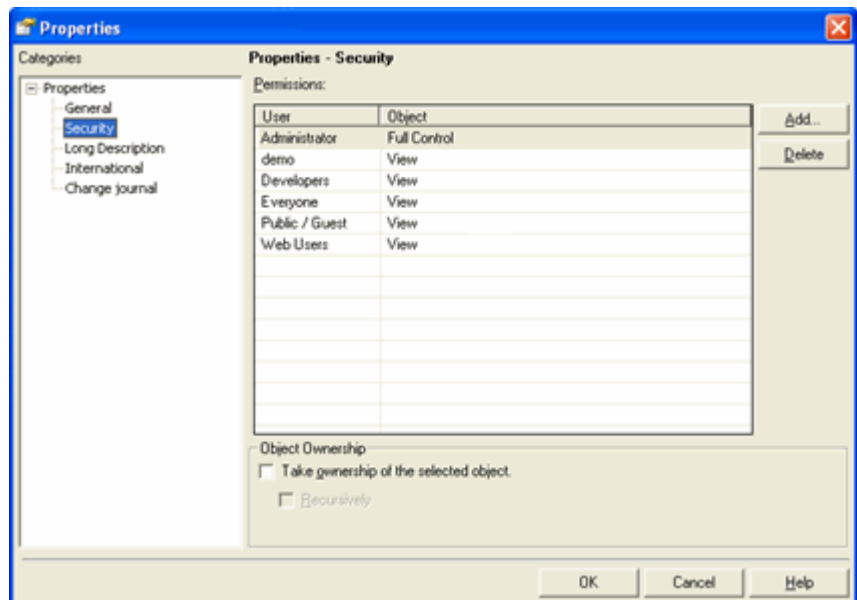 Properties
Categories
Properties
General
Security
Long Description
International
Change journal
Properties - Security
Permissions:
User Object
Administrator Full Control
demo View
Developers View
Everyone View
Public / Guest View
Web Users View
Add...
Delete
Object Ownership
Take ownership of the selected object.
Recursively
OK Cancel Help